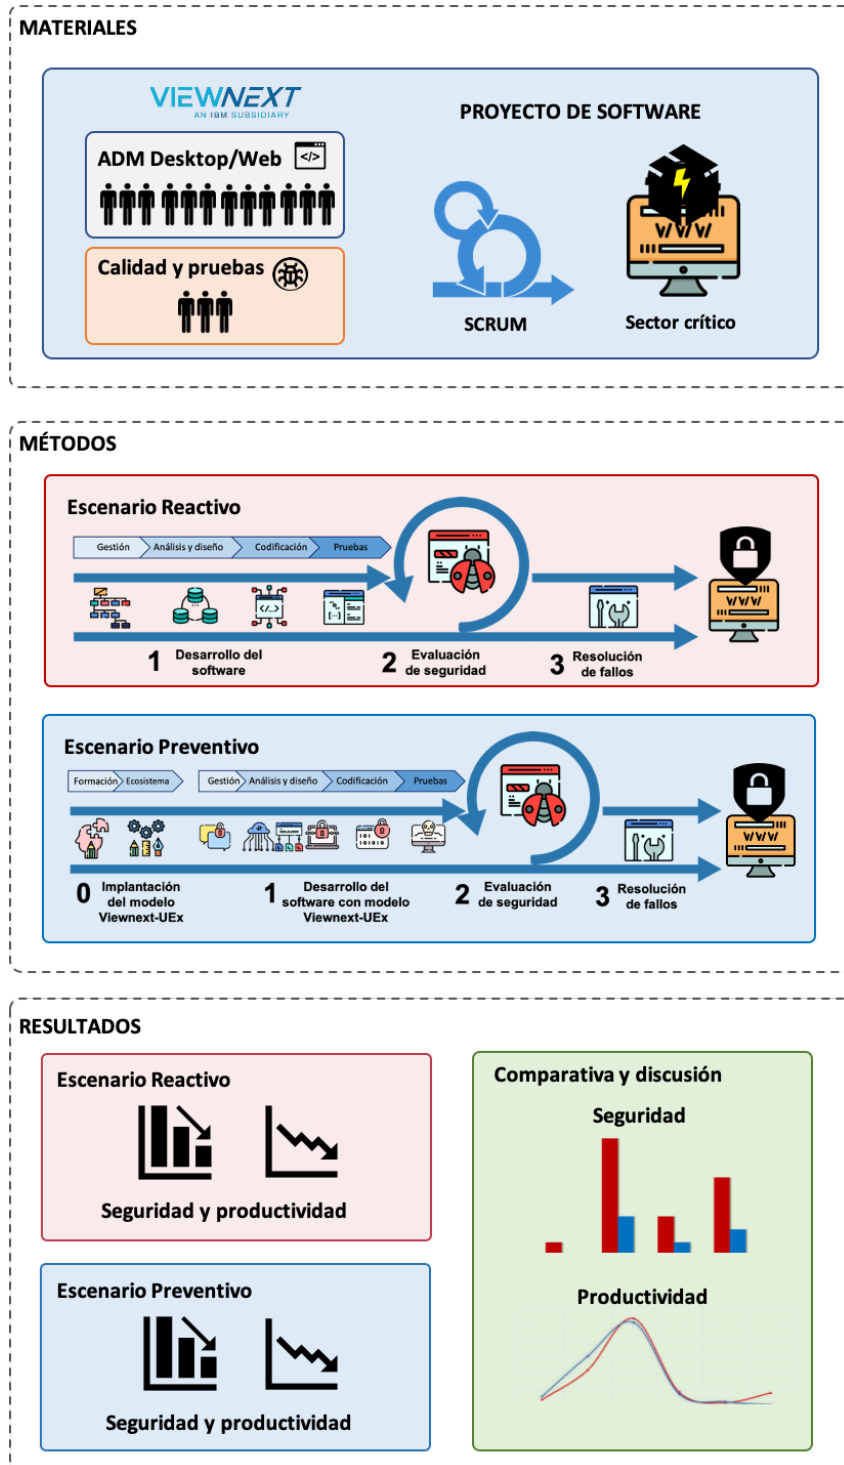 MATERIALES
VIEWNEXT
AN IBM SUBSIDIARY
ADM Desktop/Web
</>
Calidad y pruebas
PROYECTO DE SOFTWARE
SCRUM
W W W
Sector crítico
MÉTODOS
Escenario Reactivo
Gestión
Análisis y diseño
Codificación
Pruebas
</...>
W W W
1 Desarrollo del
software
2 Evaluación
de seguridad
3 Resolución
de fallos
Escenario Preventivo
Formación
Ecosistema
Gestión
Análisis y diseño
Codificación
Pruebas
W W W
0 Implantación
del modelo
Viewnext-UEx
1 Desarrollo del
software con modelo
Viewnext-UEx
2 Evaluación
de seguridad
3 Resolución
de fallos
RESULTADOS
Escenario Reactivo
Seguridad y productividad
Escenario Preventivo
Seguridad y productividad
Comparativa y discusión
Seguridad
Productividad